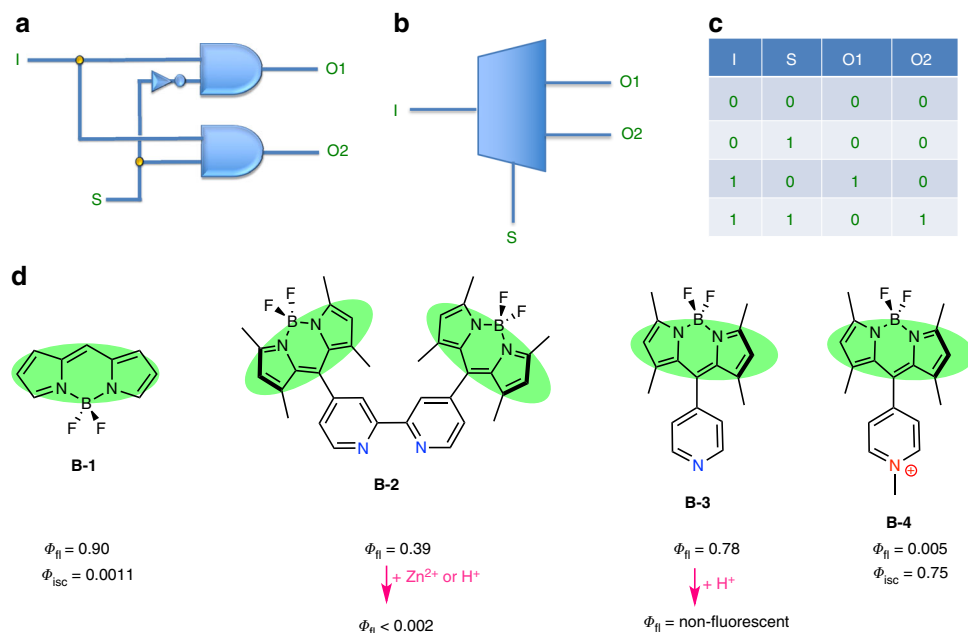 a
I
S
O1
O2
b
I
O1
O2
S
c
I S O1 O2
0 0 0 0
0 1 0 0
1 0 1 0
1 1 0 1
d
N N
B
F F
B-1
Φfl = 0.90
Φisc = 0.0011
F F
B N
N
F
B F
N
N
N N
B-2
Φfl = 0.39
+ Zn²⁺ or H⁺
Φfl < 0.002
F F
B
N N
N
B-3
Φfl = 0.78
+ H⁺
Φfl = non-fluorescent
F F
B
N N
N ⊕
B-4
Φfl = 0.005
Φisc = 0.75